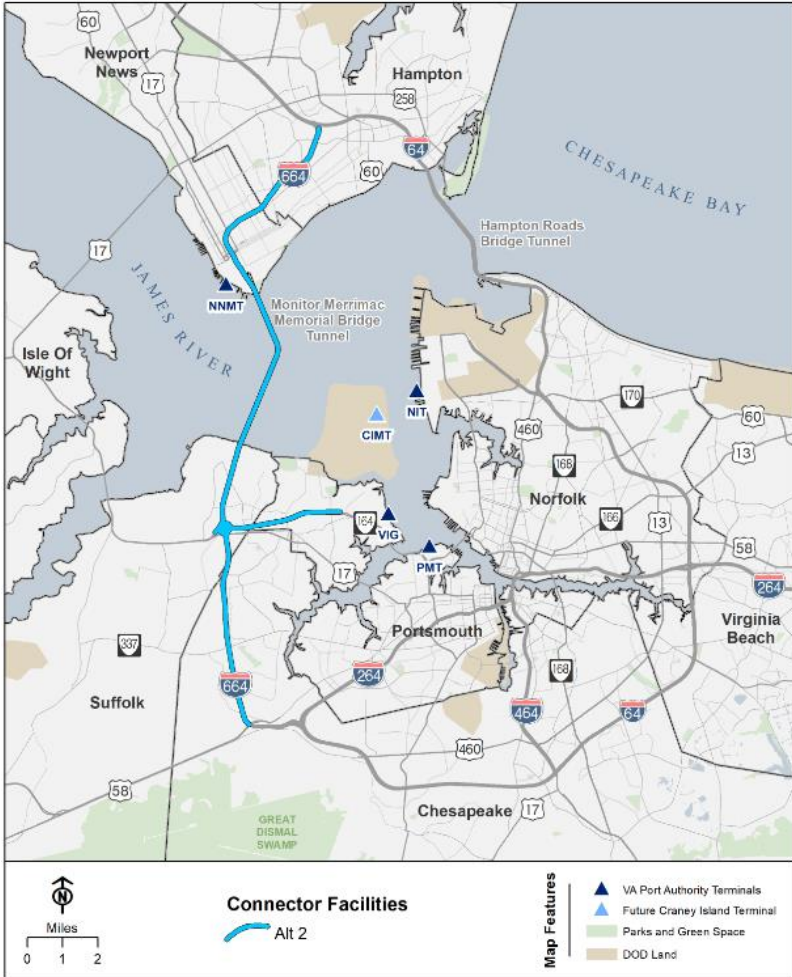 60
Newport
News
17
Hampton
258
64
664
60
CHESAPEAKE BAY
Hampton Roads
Bridge Tunnel
17
NNMT
JAMES RIVER
Monitor Merrimac
Memorial Bridge
Tunnel
Isle Of
Wight
NIT
CIMT
170
60
460
13
168
Norfolk
164
VIG
166
13
PMT
58
17
264
Virginia
Beach
Portsmouth
337
664
264
168
Suffolk
464
64
460
58
Chesapeake
17
GREAT
DISMAL
SWAMP
N
Miles
0 1 2
Connector Facilities
Alt 2
Map Features
VA Port Authority Terminals
Future Craney Island Terminal
Parks and Green Space
DOD Land